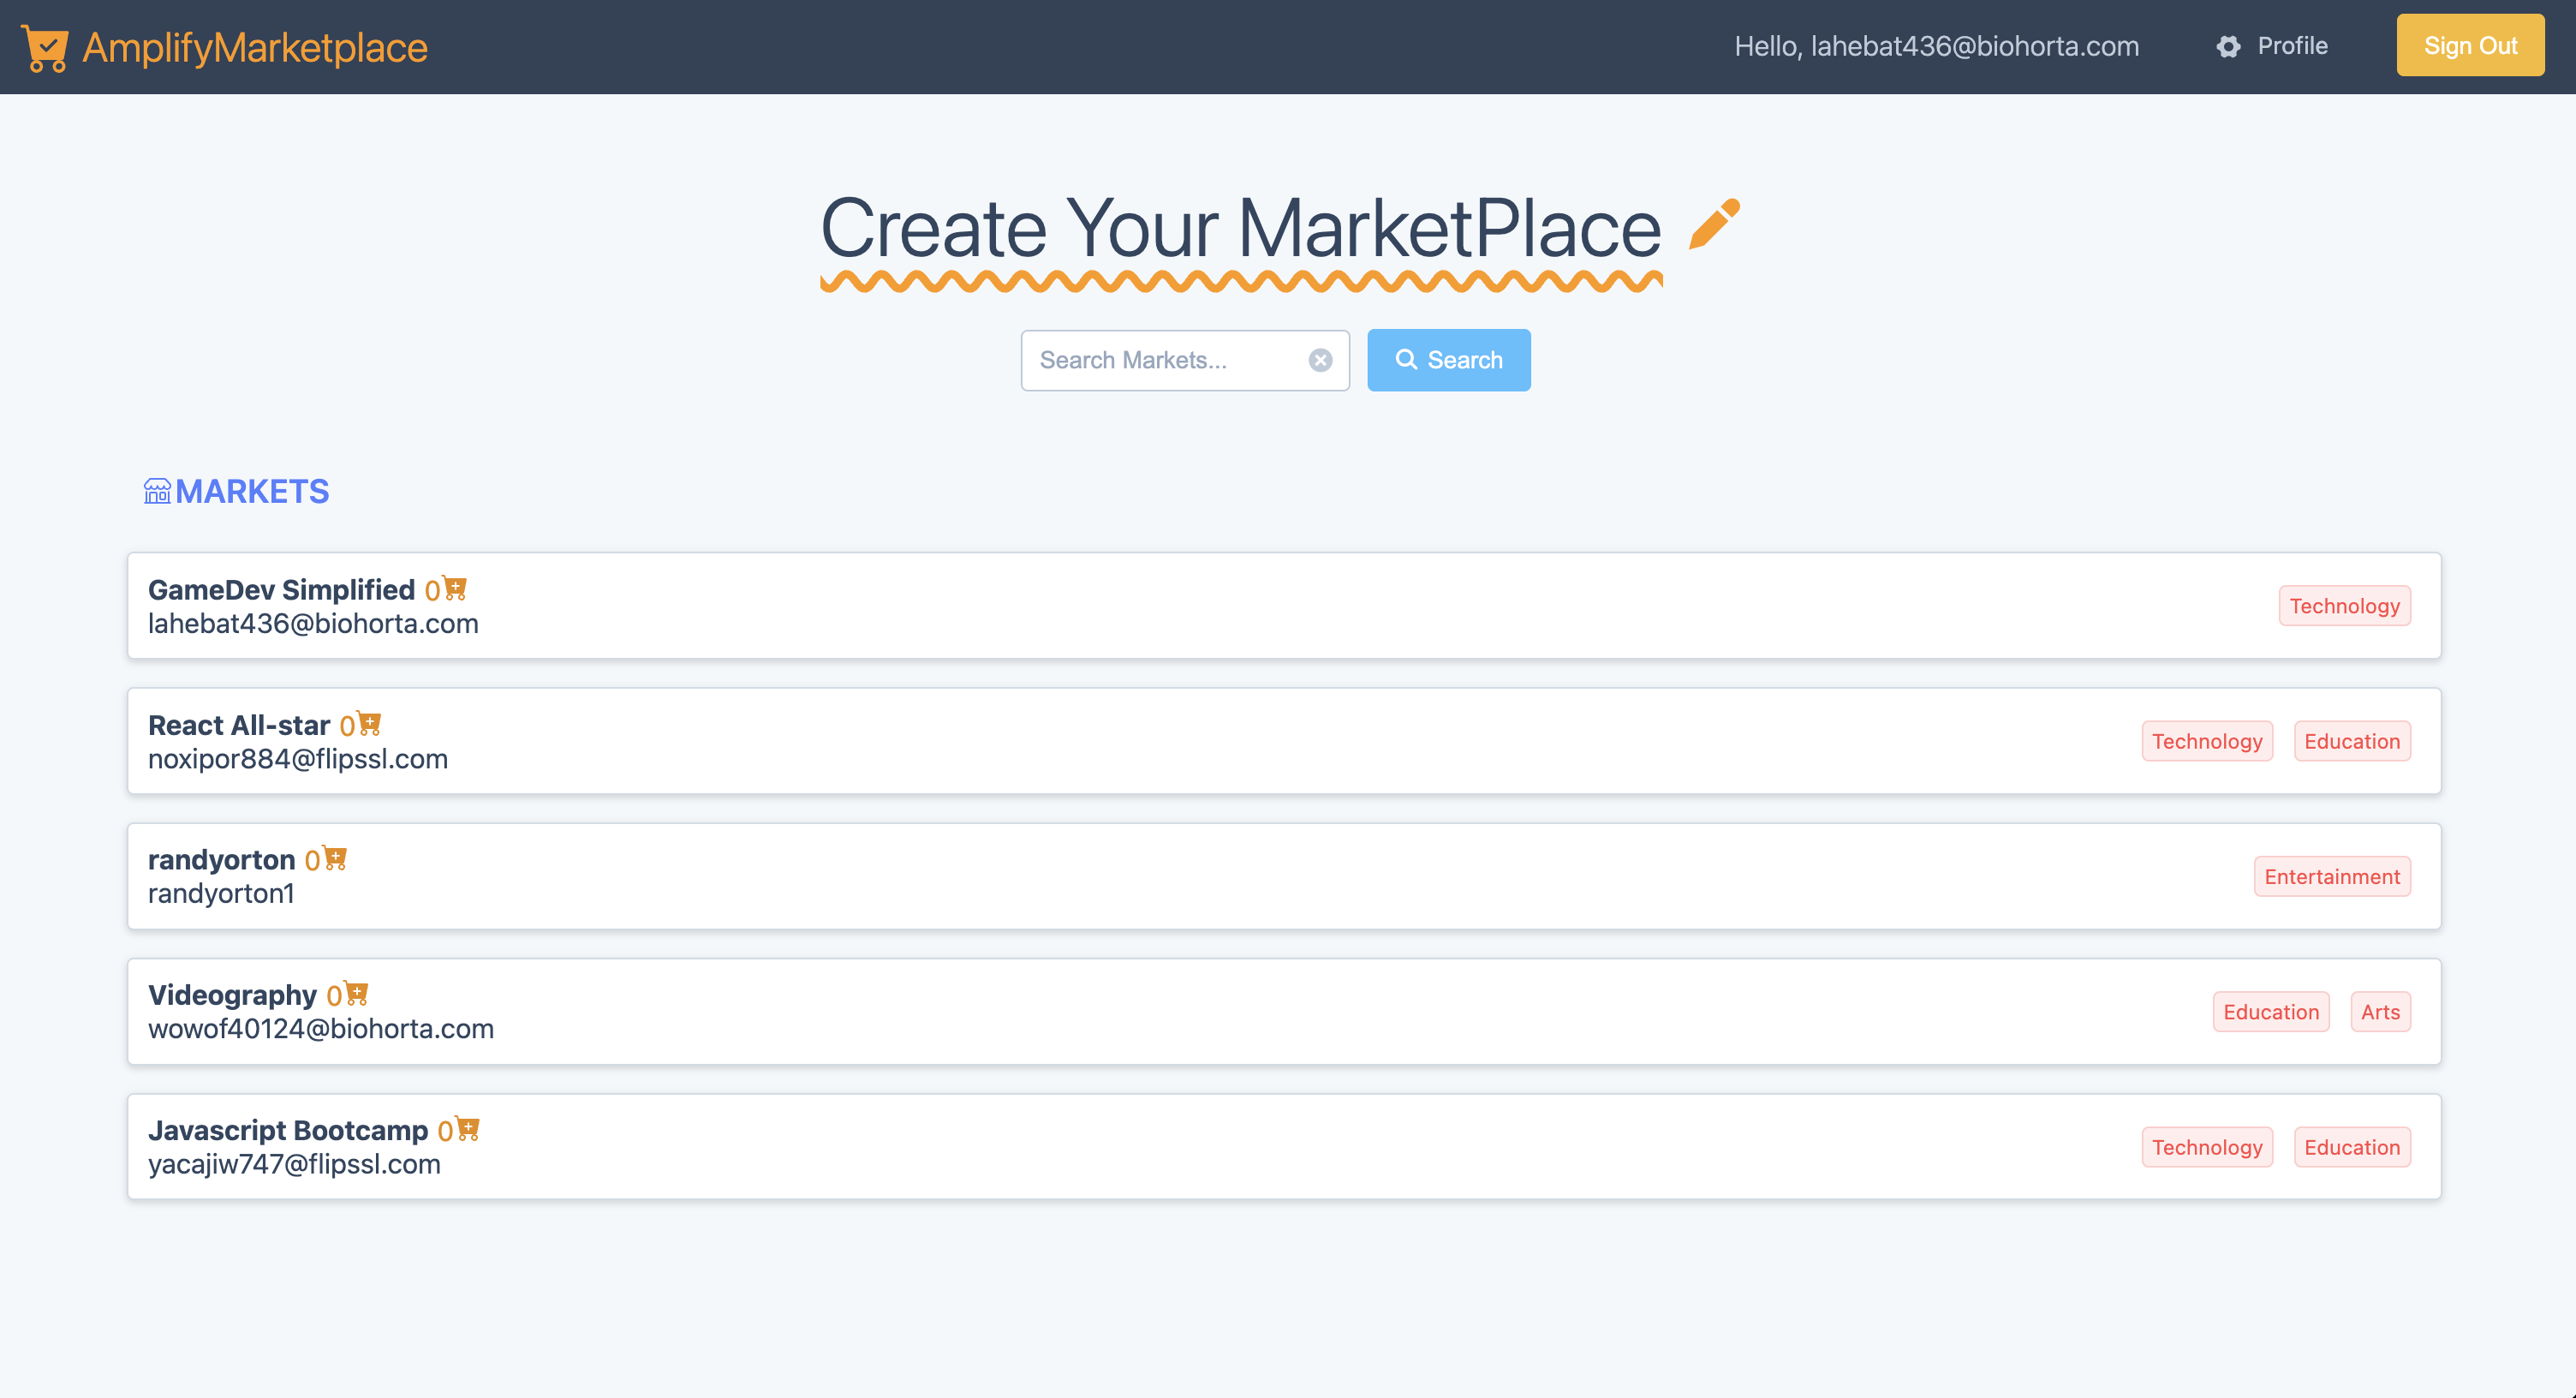 AmplifyMarketplace
Hello, lahebat436@biohorta.com
Profile
Sign Out
Create Your MarketPlace
Search Markets...
Search
MARKETS
GameDev Simplified 0
lahebat436@biohorta.com
Technology
React All-star 0
noxipor884@flipssl.com
Technology Education
randyorton 0
randyorton1
Entertainment
Videography 0
wowof40124@biohorta.com
Education Arts
Javascript Bootcamp 0
yacajiw747@flipssl.com
Technology Education